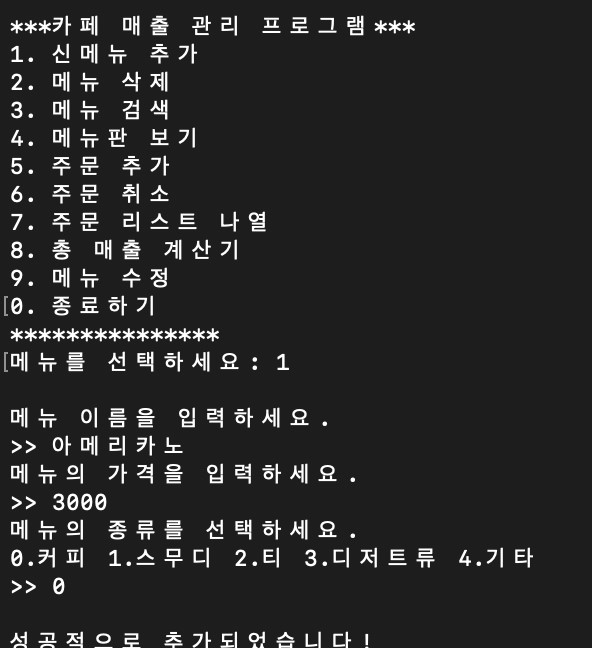 ***카페 매출 관리 프로그램***
1. 신메뉴 추가
2. 메뉴 삭제
3. 메뉴 검색
4. 메뉴판 보기
5. 주문 추가
6. 주문 취소
7. 주문 리스트 나열
8. 총 매출 계산기
9. 메뉴 수정
[0. 종료하기
***************
[메뉴를 선택하세요: 1
메뉴 이름을 입력하세요.
>> 아메리카노
메뉴의 가격을 입력하세요.
>> 3000
메뉴의 종류를 선택하세요.
0.커피 1.스무디 2.티 3.디저트류 4.기타
>> 0
성공적으로 추가되었습니다!